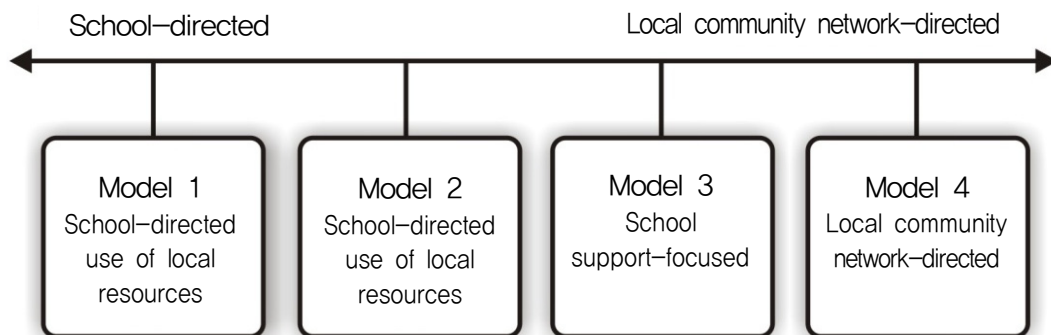 School-directed
Local community network-directed
Model 1
School-directed
use of local
resources
Model 2
School-directed
use of local
resources
Model 3
School
support-focused
Model 4
Local community
network-directed